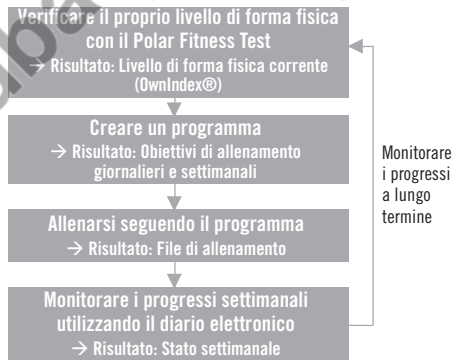 Verificare il proprio livello di forma fisica
con il Polar Fitness Test
→ Risultato: Livello di forma fisica corrente
(OwnIndex®)
Creare un programma
→ Risultato: Obiettivi di allenamento
giornalieri e settimanali
Allenarsi seguendo il programma
→ Risultato: File di allenamento
Monitorare i progressi settimanali
utilizzando il diario elettronico
→ Risultato: Stato settimanale
Monitorare
i progressi
a lungo
termine